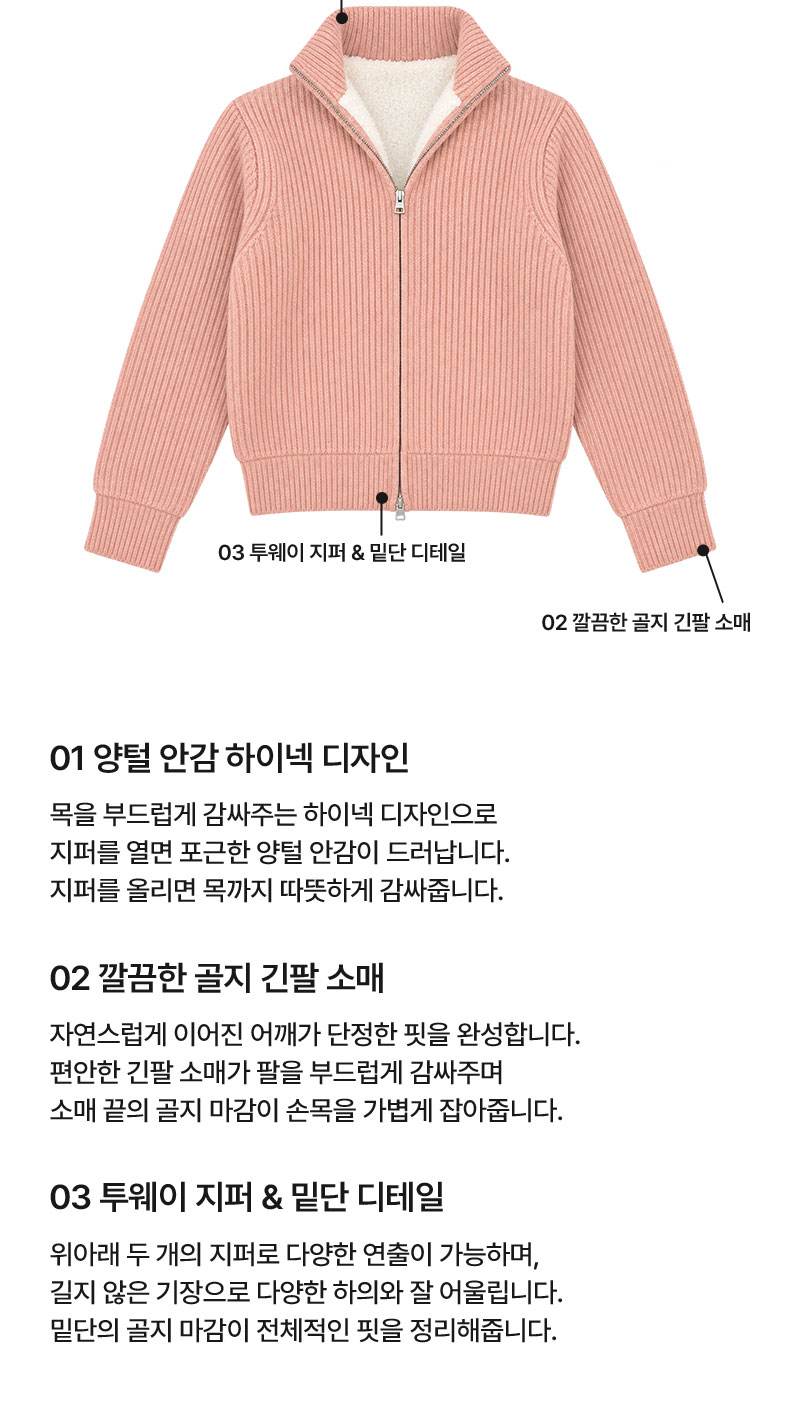 03 투웨이 지퍼 & 밑단 디테일
02 깔끔한 골지 긴팔 소매
01 양털 안감 하이넥 디자인
목을 부드럽게 감싸주는 하이넥 디자인으로
지퍼를 열면 포근한 양털 안감이 드러납니다.
지퍼를 올리면 목까지 따뜻하게 감싸줍니다.
02 깔끔한 골지 긴팔 소매
자연스럽게 이어진 어깨가 단정한 핏을 완성합니다.
편안한 긴팔 소매가 팔을 부드럽게 감싸주며
소매 끝의 골지 마감이 손목을 가볍게 잡아줍니다.
03 투웨이 지퍼 & 밑단 디테일
위아래 두 개의 지퍼로 다양한 연출이 가능하며,
길지 않은 기장으로 다양한 하의와 잘 어울립니다.
밑단의 골지 마감이 전체적인 핏을 정리해줍니다.